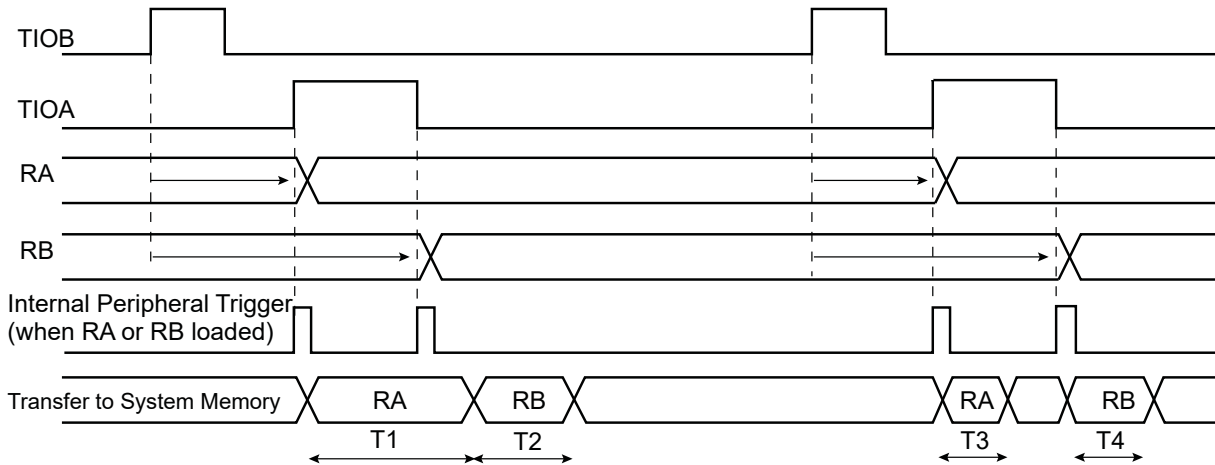 TIOB
TIOA
RA
RB
Internal Peripheral Trigger
(when RA or RB loaded)
Transfer to System Memory RA RB RA RB
T1 T2 T3 T4